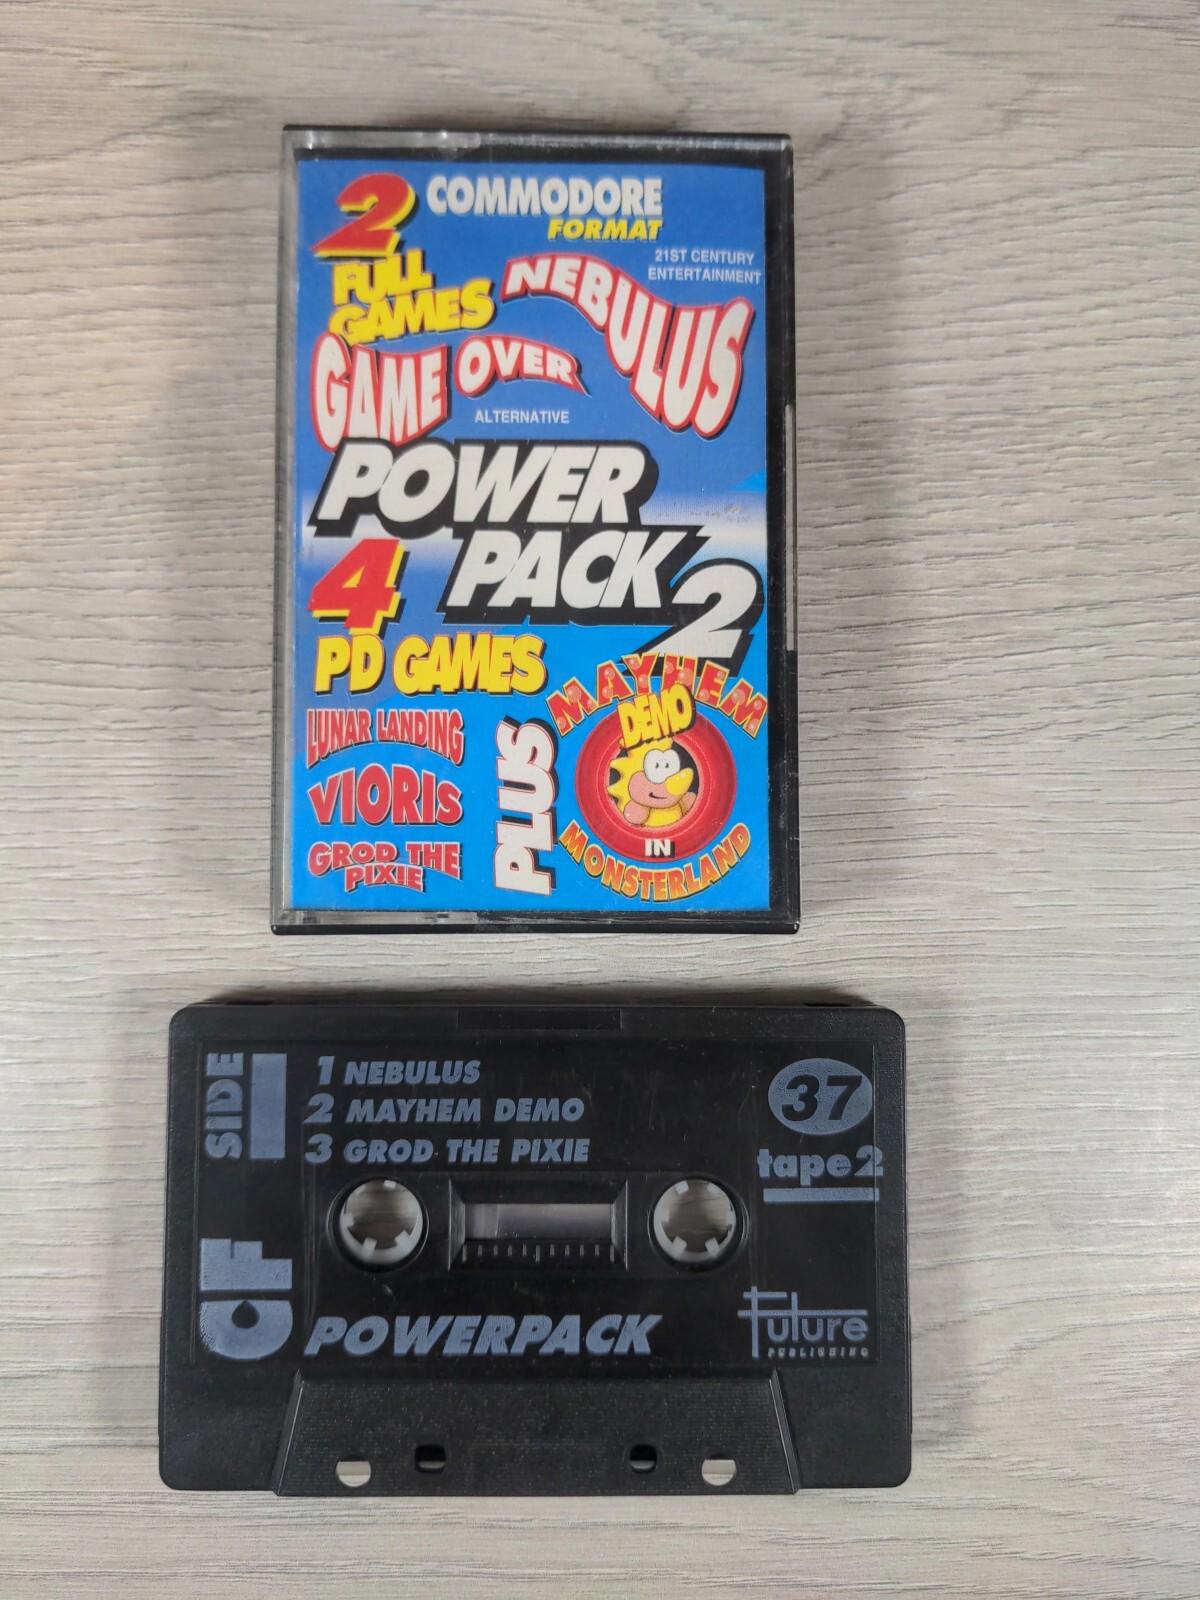 2 COMMODORE
FORMAT
FULL
GAMES
21ST CENTURY
ENTERTAINMENT
NEBULUS
GAME OVER
ALTERNATIVE
POWER
PACK 2
4
PD GAMES
LUNAR LANDING
VIORIS
GROD THE
PIXIE
PLUS
MAYHEM
DEMO
IN
MONSTERLAND
SIDE 1
1 NEBULUS
2 MAYHEM DEMO
3 GROD THE PIXIE
37
tape 2
CF
POWERPACK
Future
PUBLISHING